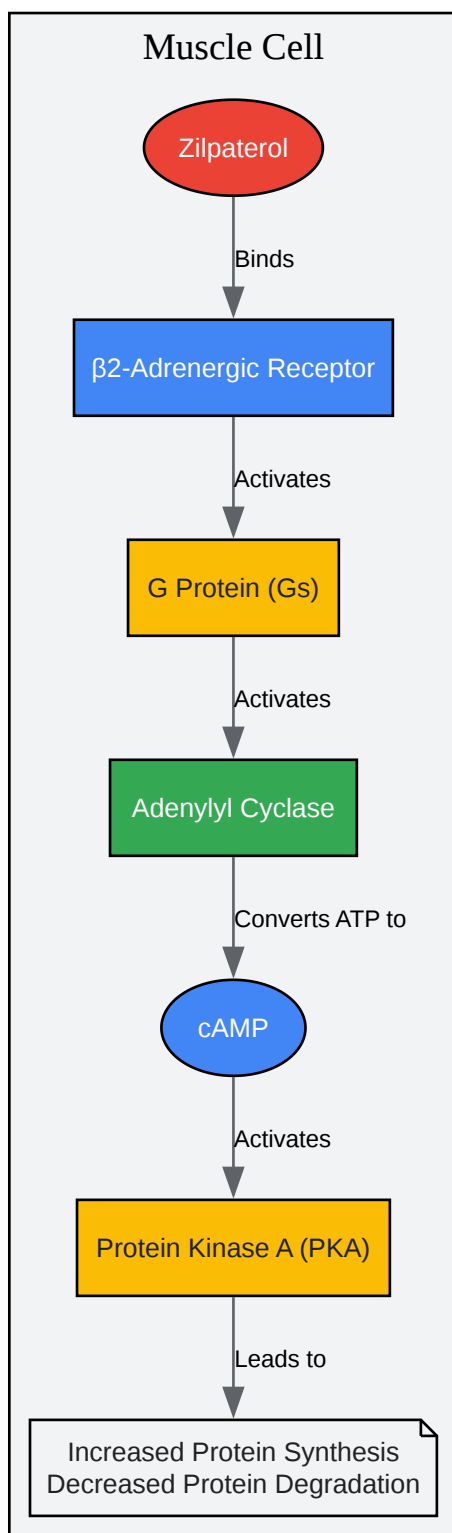 Muscle Cell
Zilpaterol
Binds
β2-Adrenergic Receptor
Activates
G Protein (Gs)
Activates
Adenylyl Cyclase
Converts ATP to
cAMP
Activates
Protein Kinase A (PKA)
Leads to
Increased Protein Synthesis
Decreased Protein Degradation